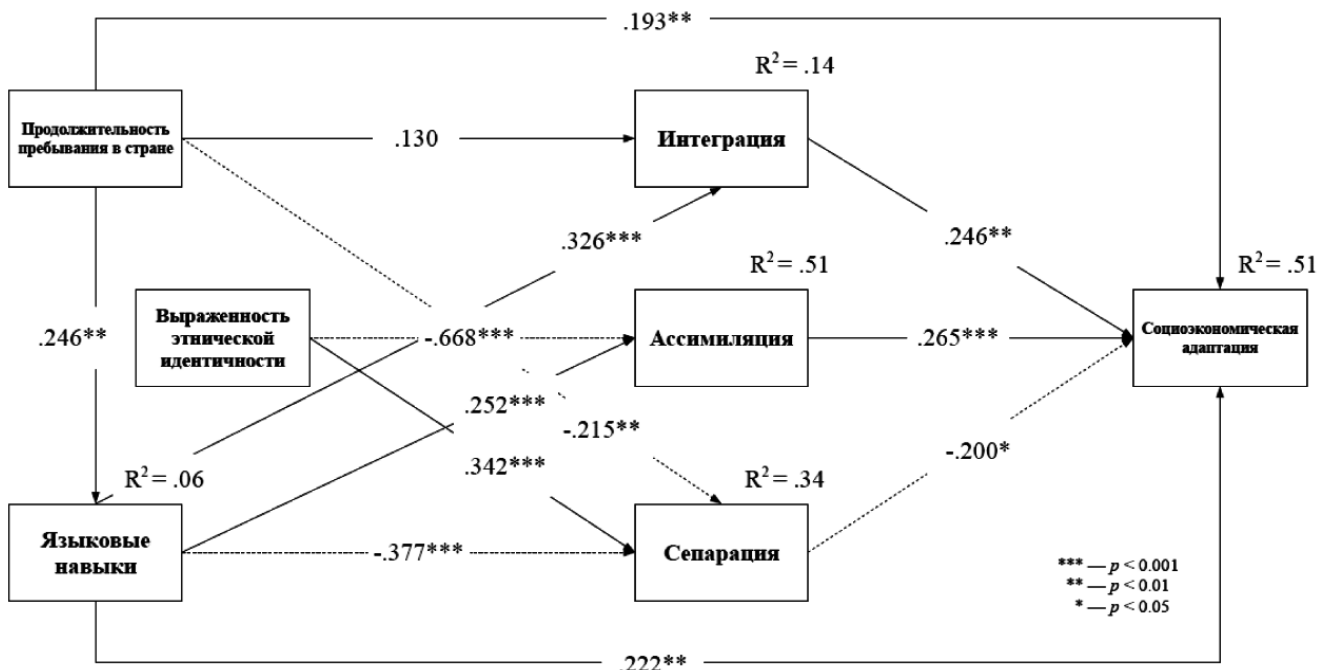 .193**
R² = .14
Продолжительность
пребывания в стране
.130
Интеграция
.326***
.246**
R² = .51
R² = .51
.246**
Выраженность
этнической
идентичности
-.668***
Ассимиляция
.265***
Социоэкономическая
адаптация
.252***
-.215**
-.200*
.342***
R² = .06
R² = .34
Языковые
навыки
-.377***
Сепарация
*** — p < 0.001
** — p < 0.01
* — p < 0.05
.222**